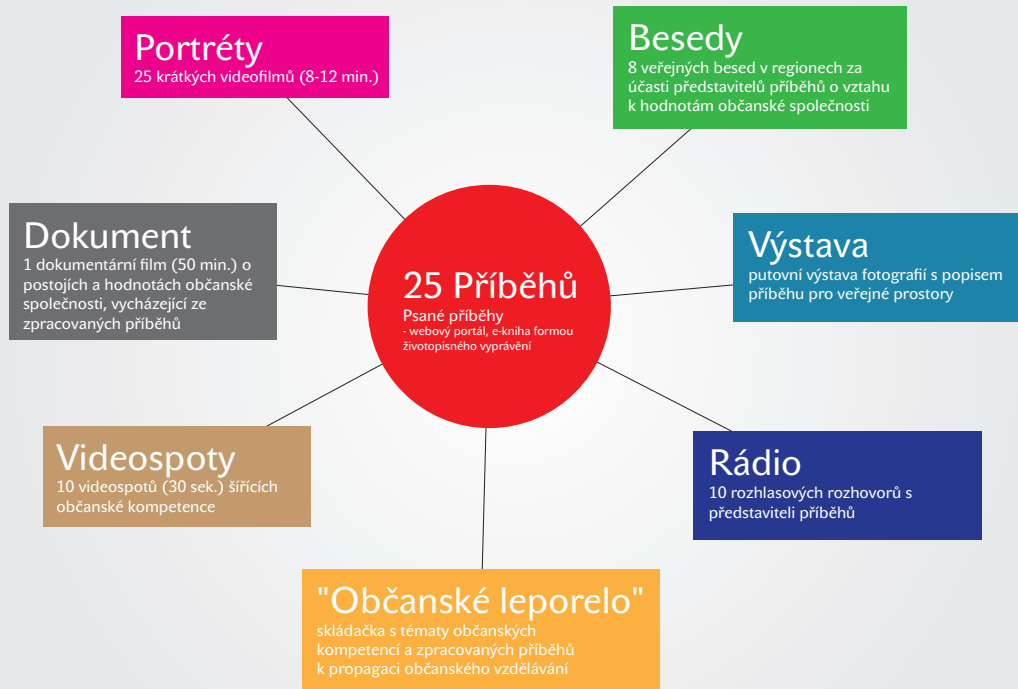 Portréty
25 krátkých videofilmů (8-12 min.)
Besedy
8 veřejných besed v regionech za
účasti představitelů příběhů o vztahu
k hodnotám občanské společnosti
Dokument
1 dokumentární film (50 min.) o
postojích a hodnotách občanské
společnosti, vycházející ze
zpracovaných příběhů
25 Příběhů
Psané příběhy
- webový portál, e-kniha formou
životopisného vyprávění
Výstava
putovní výstava fotografií s popisem
příběhu pro veřejné prostory
Videospoty
10 videospotů (30 sek.) šířících
občanské kompetence
Rádio
10 rozhlasových rozhovorů s
představiteli příběhů
"Občanské leporelo"
skládačka s tématy občanských
kompetencí a zpracovaných příběhů
k propagaci občanského vzdělávání